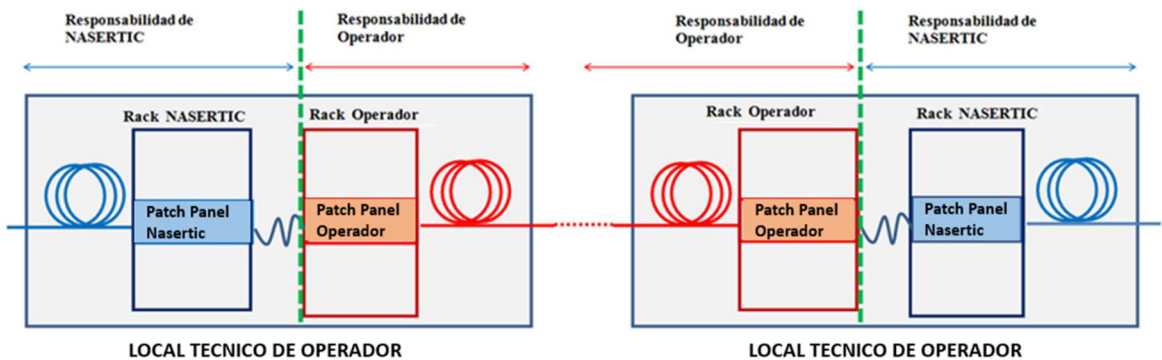 Responsabilidad de
NASERTIC
Responsabilidad de
Operador
Responsabilidad de
Operador
Responsabilidad de
NASERTIC
Rack NASERTIC
Rack Operador
Rack Operador
Rack NASERTIC
Patch Panel
Nasertic
Patch Panel
Operador
Patch Panel
Operador
Patch Panel
Nasertic
LOCAL TECNICO DE OPERADOR
LOCAL TECNICO DE OPERADOR